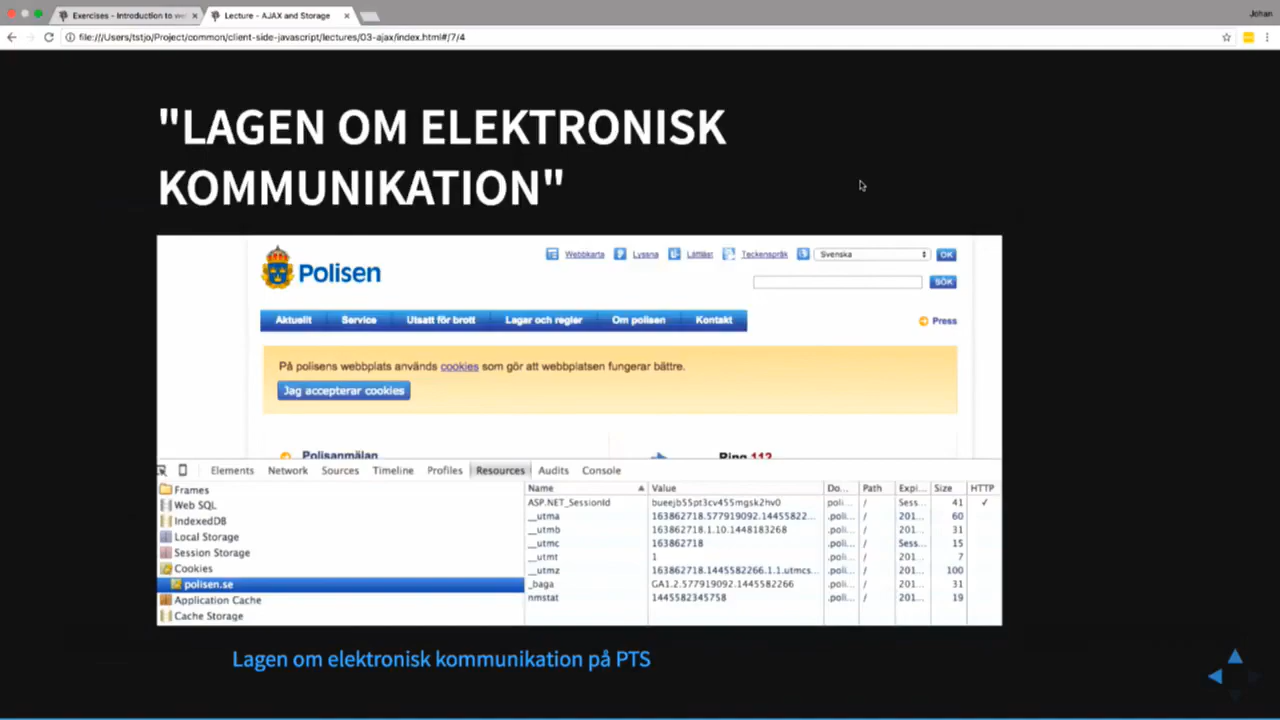 Exercises - Introduction to we
Lecture - AJAX and Storage
Johan
file:///Users/tstjo/Project/common/client-side-javascript/lectures/03-ajax/index.html#/7/4
"LAGEN OM ELEKTRONISK
KOMMUNIKATION"
Polisen
Webbkarta Lyssna Lättläst Teckenspråk Svenska OK
SÖK
Aktuellt Service Utsatt för brott Lagar och regler Om polisen Kontakt Press
På polisens webbplats används cookies som gör att webbplatsen fungerar bättre.
Jag accepterar cookies
Polisanmälan Ring 112
Elements Network Sources Timeline Profiles Resources Audits Console
Frames
Web SQL
IndexedDB
Local Storage
Session Storage
Cookies
polisen.se
Application Cache
Cache Storage
Name Value Do... Path Expi... Size HTTP
ASP.NET_SessionId bueejb55pt3cv455mgsk2hv0 poli... / Sess... 41 ✓
__utma 163862718.577919092.14455822... .poli... / 201... 60
__utmb 163862718.1.10.1448183268 .poli... / 201... 31
__utmc 163862718 .poli... / Sess... 15
__utmt 1 .poli... / 201... 7
__utmz 163862718.1445582266.1.1.utmcs... .poli... / 201... 100
_baga GA1.2.577919092.1445582266 .poli... / 201... 31
nmstat 1445582345758 .poli... / 201... 19
Lagen om elektronisk kommunikation på PTS